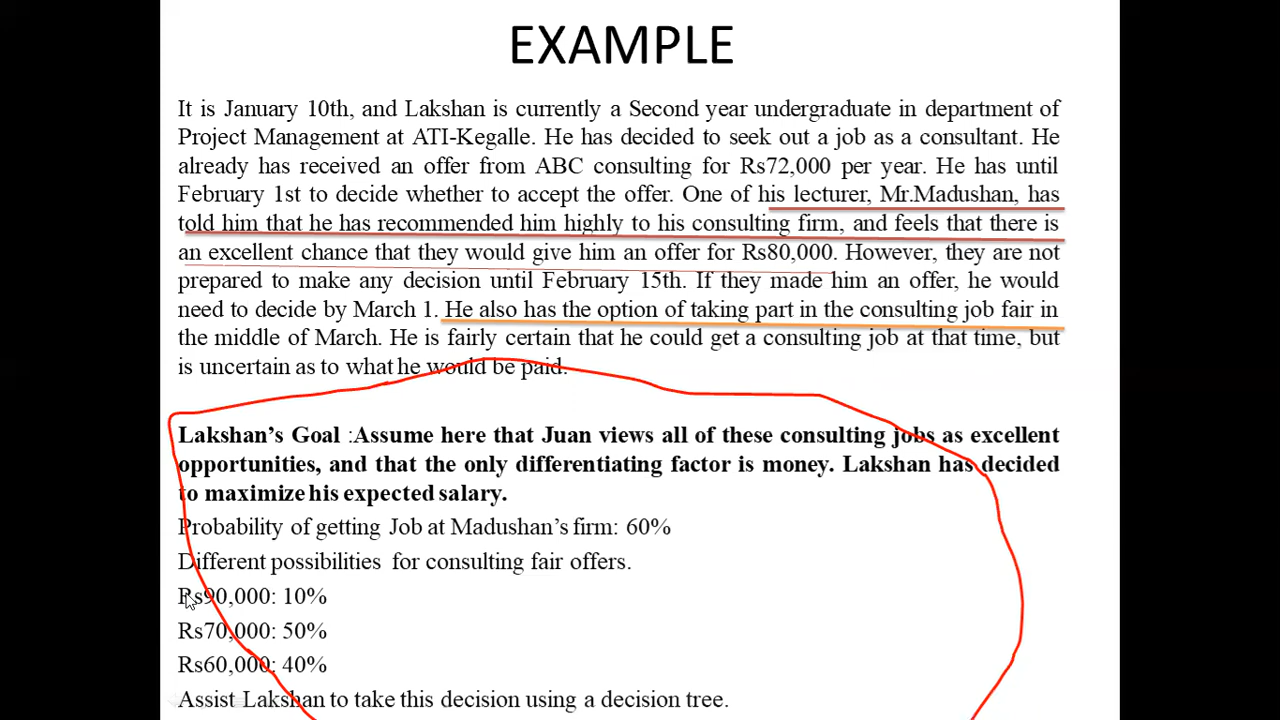 EXAMPLE
It is January 10th, and Lakshan is currently a Second year undergraduate in department of
Project Management at ATI-Kegalle. He has decided to seek out a job as a consultant. He
already has received an offer from ABC consulting for Rs72,000 per year. He has until
February 1st to decide whether to accept the offer. One of his lecturer, Mr.Madushan, has
told him that he has recommended him highly to his consulting firm, and feels that there is
an excellent chance that they would give him an offer for Rs80,000. However, they are not
prepared to make any decision until February 15th. If they made him an offer, he would
need to decide by March 1. He also has the option of taking part in the consulting job fair in
the middle of March. He is fairly certain that he could get a consulting job at that time, but
is uncertain as to what he would be paid.
Lakshan's Goal :Assume here that Juan views all of these consulting jobs as excellent
opportunities, and that the only differentiating factor is money. Lakshan has decided
to maximize his expected salary.
Probability of getting Job at Madushan's firm: 60%
Different possibilities for consulting fair offers.
Rs90,000: 10%
Rs70,000: 50%
Rs60,000: 40%
Assist Lakshan to take this decision using a decision tree.